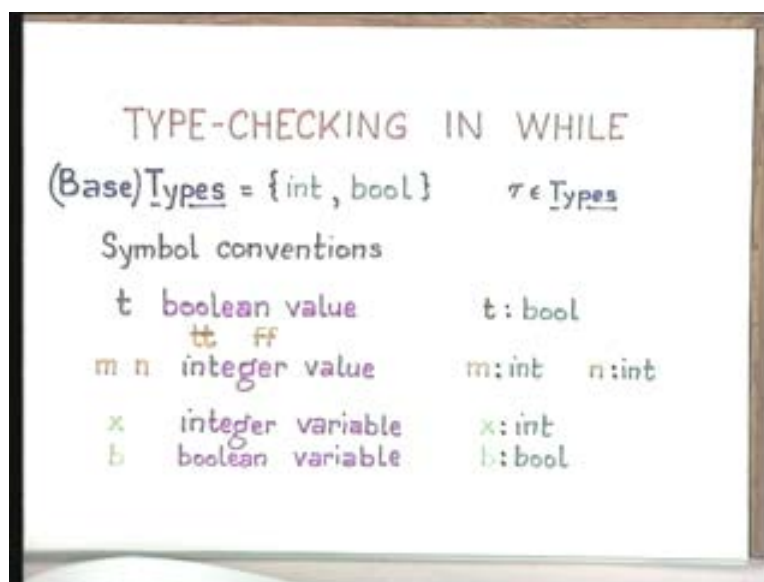 TYPE-CHECKING IN WHILE
(Base) Types = {int, bool} τ ∈ Types
Symbol conventions
t boolean value t : bool
tt ff
m n integer value m : int n : int
x integer variable x : int
b boolean variable b : bool